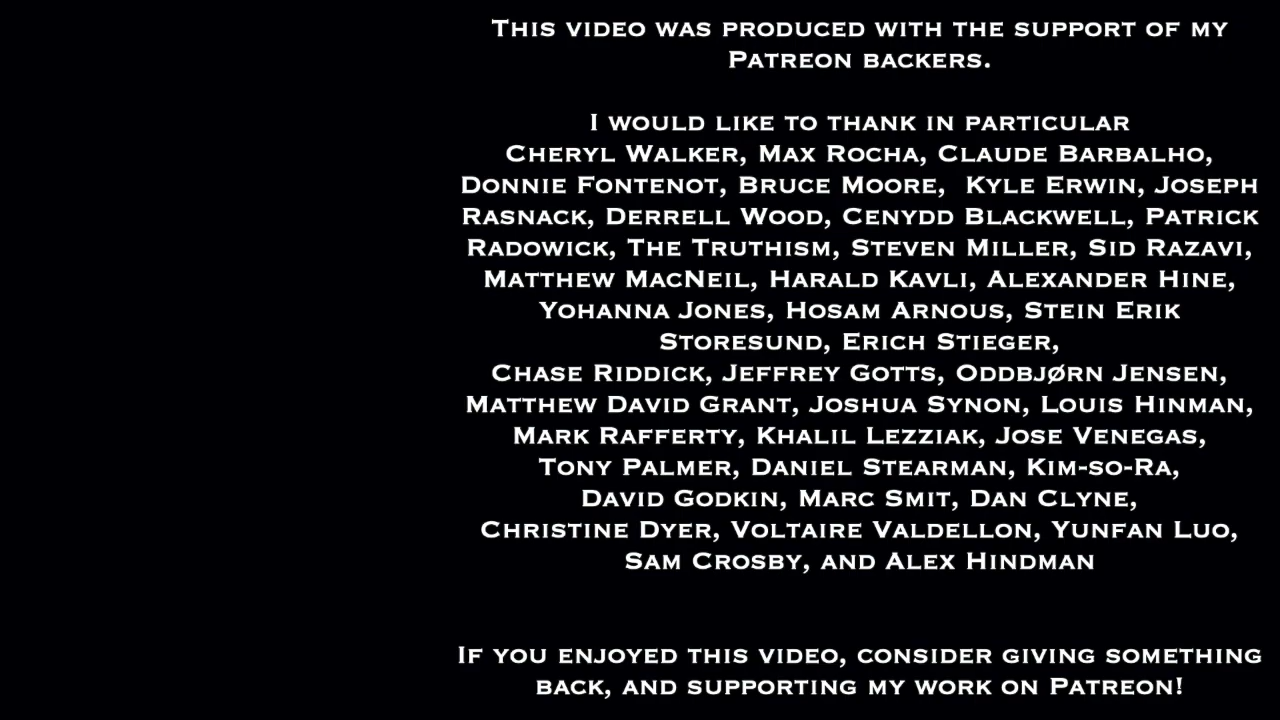 This video was produced with the support of my
Patreon backers.
I would like to thank in particular
Cheryl Walker, Max Rocha, Claude Barbalho,
Donnie Fontenot, Bruce Moore,  Kyle Erwin, Joseph
Rasnack, Derrell Wood, Cenydd Blackwell, Patrick
Radowick, The Truthism, Steven Miller, Sid Razavi,
Matthew MacNeil, Harald Kavli, Alexander Hine,
Yohanna Jones, Hosam Arnous, Stein Erik
Storesund, Erich Stieger,
Chase Riddick, Jeffrey Gotts, Oddbjørn Jensen,
Matthew David Grant, Joshua Synon, Louis Hinman,
Mark Rafferty, Khalil Lezziak, Jose Venegas,
Tony Palmer, Daniel Stearman, Kim-so-Ra,
David Godkin, Marc Smit, Dan Clyne,
Christine Dyer, Voltaire Valdellon, Yunfan Luo,
Sam Crosby, and Alex Hindman
If you enjoyed this video, consider giving something
back, and supporting my work on Patreon!